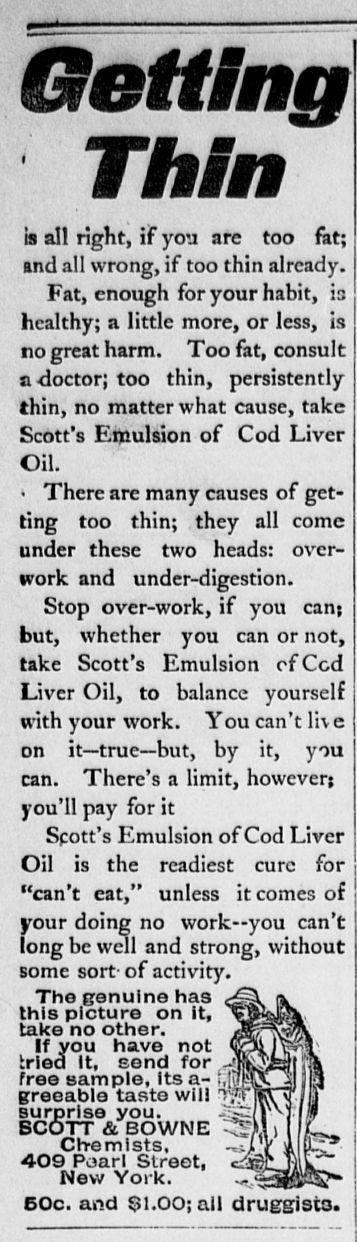 Getting
Thin
is all right, if you are too fat;
and all wrong, if too thin already.
Fat, enough for your habit, is
healthy; a little more, or less, is
no great harm. Too fat, consult
a doctor; too thin, persistently
thin, no matter what cause, take
Scott's Emulsion of Cod Liver
Oil.
There are many causes of get-
ting too thin; they all come
under these two heads: over-
work and under-digestion.
Stop over-work, if you can;
but, whether you can or not,
take Scott's Emulsion of Cod
Liver Oil, to balance yourself
with your work. You can't live
on it—true—but, by it, you
can. There's a limit, however;
you'll pay for it
Scott's Emulsion of Cod Liver
Oil is the readiest cure for
"can't eat," unless it comes of
your doing no work--you can't
long be well and strong, without
some sort of activity.
The genuine has
this picture on it,
take no other.
If you have not
tried it, send for
free sample, its a-
greeable taste will
surprise you.
SCOTT & BOWNE
Chemists,
409 Pearl Street,
New York.
50c. and $1.00; all druggists.